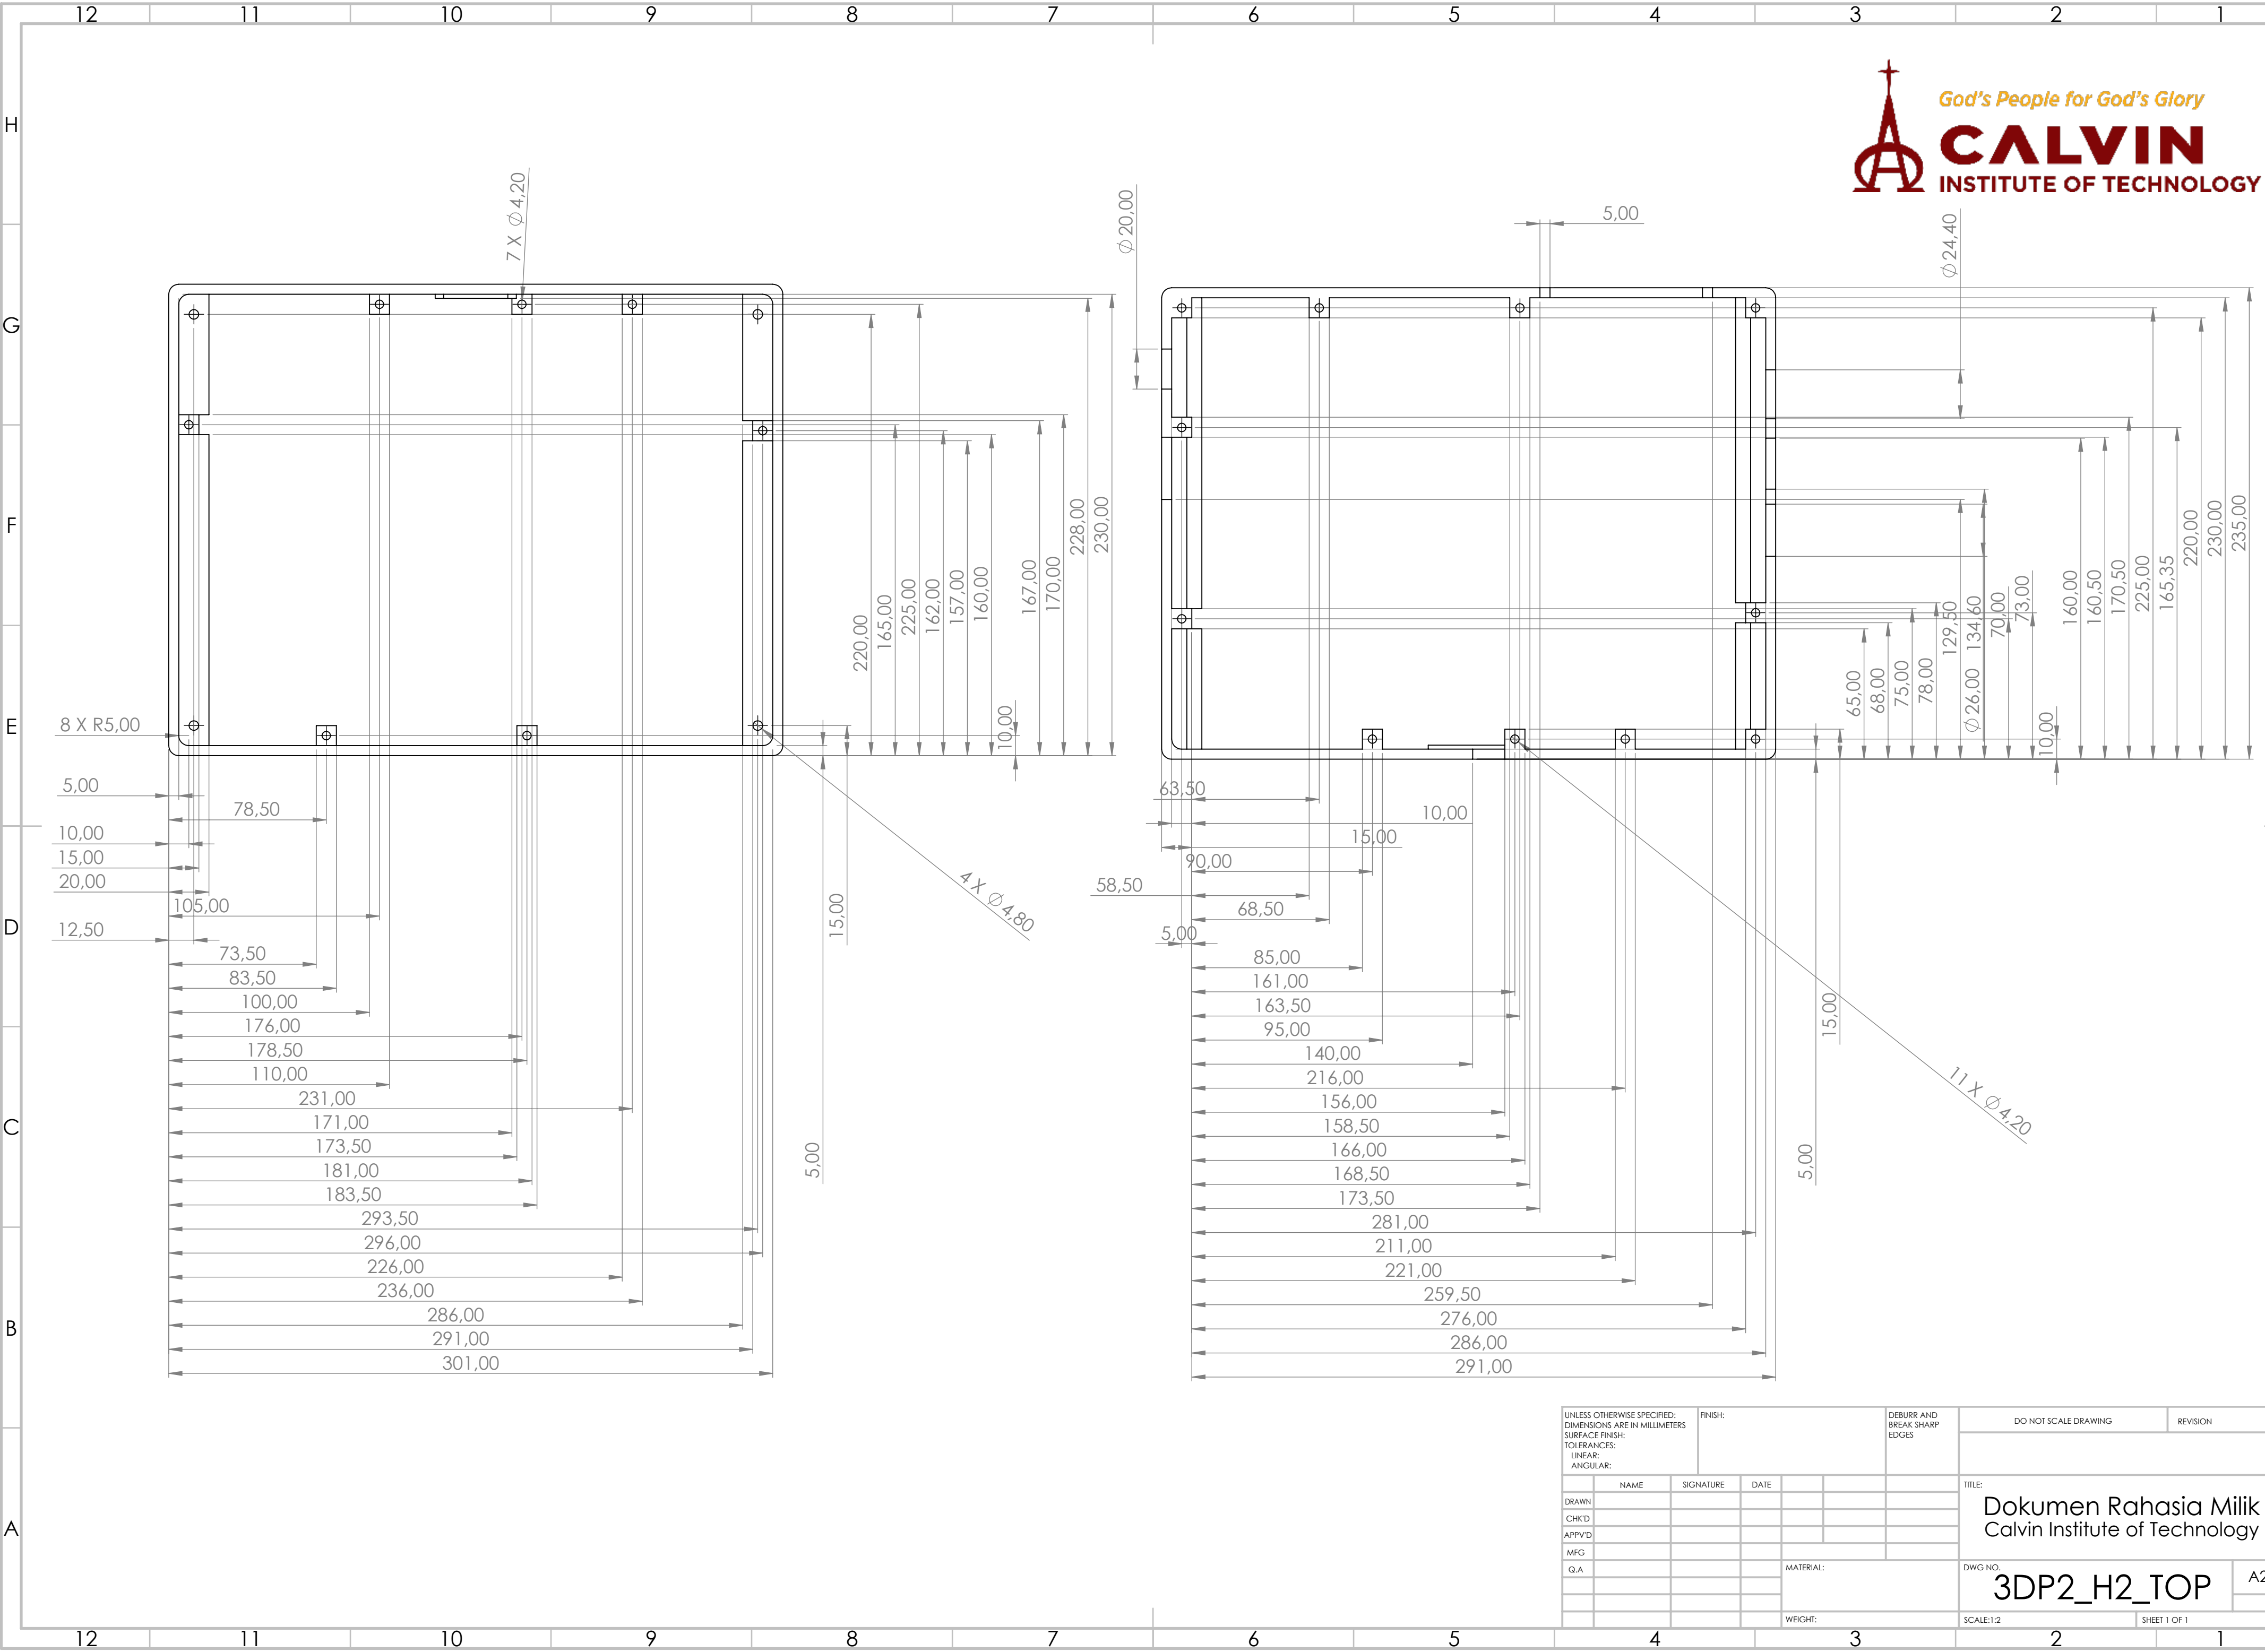 12 11 10 9 8 7 6 5 4 3 2 1
God's People for God's Glory
CALVIN
INSTITUTE OF TECHNOLOGY
H
G
F
E
D
C
B
A
7 X ∅ 4,20
8 X R5,00
5,00
78,50
10,00
15,00
20,00
105,00
12,50
73,50
83,50
100,00
176,00
178,50
110,00
231,00
171,00
173,50
181,00
183,50
293,50
296,00
226,00
236,00
286,00
291,00
301,00
220,00
165,00
225,00
162,00
157,00
160,00
10,00
167,00
170,00
228,00
230,00
15,00
5,00
4 X ∅ 4,80
∅ 20,00
5,00
∅ 24,40
63,50
10,00
15,00
90,00
58,50
68,50
5,00
85,00
161,00
163,50
95,00
140,00
216,00
156,00
158,50
166,00
168,50
173,50
281,00
211,00
221,00
259,50
276,00
286,00
291,00
65,00
68,00
75,00
78,00
129,50
∅ 26,00
134,60
70,00
73,00
10,00
160,00
160,50
170,50
225,00
165,35
220,00
230,00
235,00
15,00
5,00
11 X ∅ 4,20
UNLESS OTHERWISE SPECIFIED:
DIMENSIONS ARE IN MILLIMETERS
SURFACE FINISH:
TOLERANCES:
LINEAR:
ANGULAR:
FINISH:
DEBURR AND
BREAK SHARP
EDGES
DO NOT SCALE DRAWING
REVISION
NAME SIGNATURE DATE
DRAWN
CHK'D
APPV'D
MFG
Q.A
TITLE:
Dokumen Rahasia Milik
Calvin Institute of Technology
MATERIAL:
DWG NO.
3DP2_H2_TOP
A2
WEIGHT:
SCALE:1:2
SHEET 1 OF 1
12 11 10 9 8 7 6 5 4 3 2 1